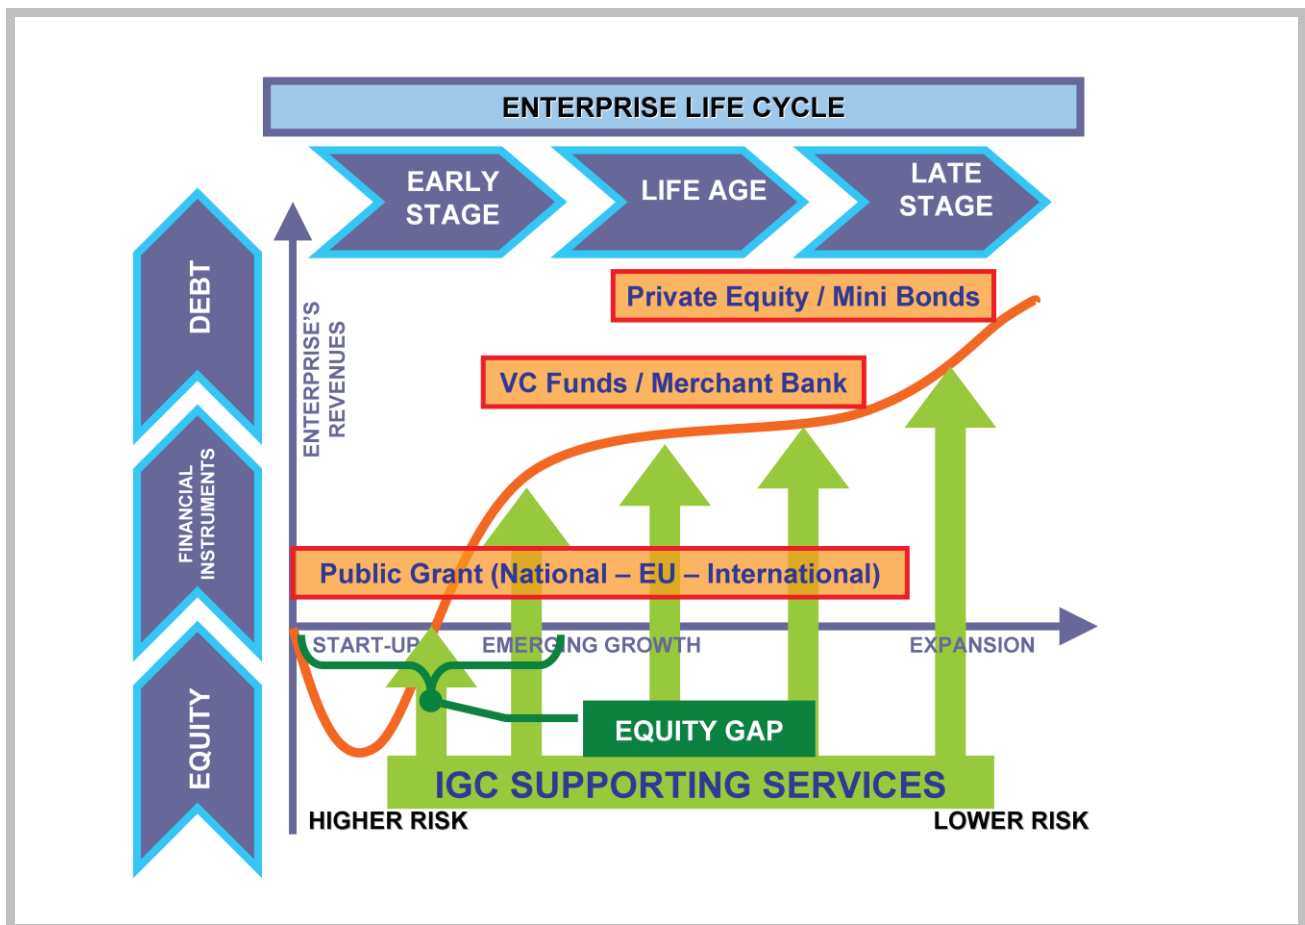 ENTERPRISE LIFE CYCLE
EARLY
STAGE
LIFE AGE
LATE
STAGE
DEBT
FINANCIAL
INSTRUMENTS
EQUITY
ENTERPRISE'S
REVENUES
Private Equity / Mini Bonds
VC Funds / Merchant Bank
Public Grant (National – EU – International)
START-UP
EMERGING GROWTH
EXPANSION
EQUITY GAP
IGC SUPPORTING SERVICES
HIGHER RISK
LOWER RISK